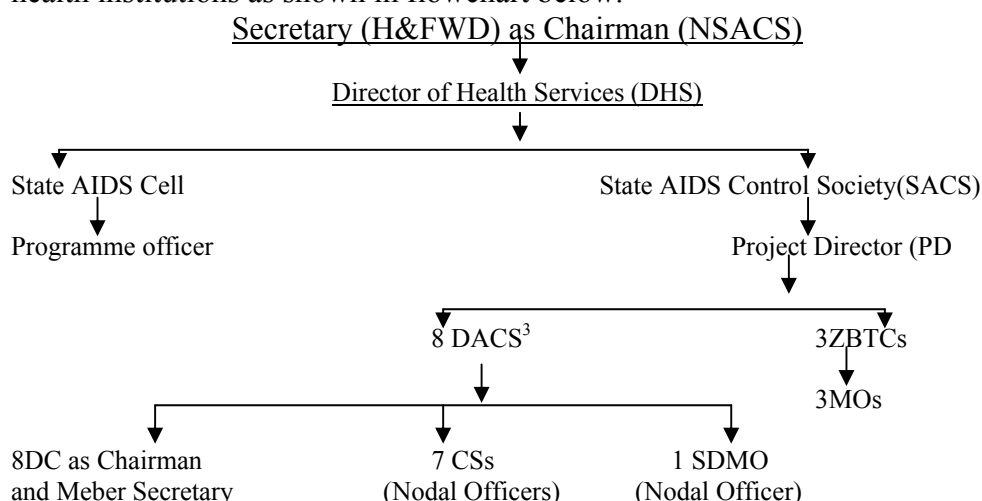 health institutions as shown in flowchart below:
Secretary (H&FWD) as Chairman (NSACS)
Director of Health Services (DHS)
State AIDS Cell State AIDS Control Society(SACS)
Programme officer Project Director (PD
8 DACS3 3ZBTCs
3MOs
8DC as Chairman 7 CSs 1 SDMO
and Meber Secretary (Nodal Officers) (Nodal Officer)